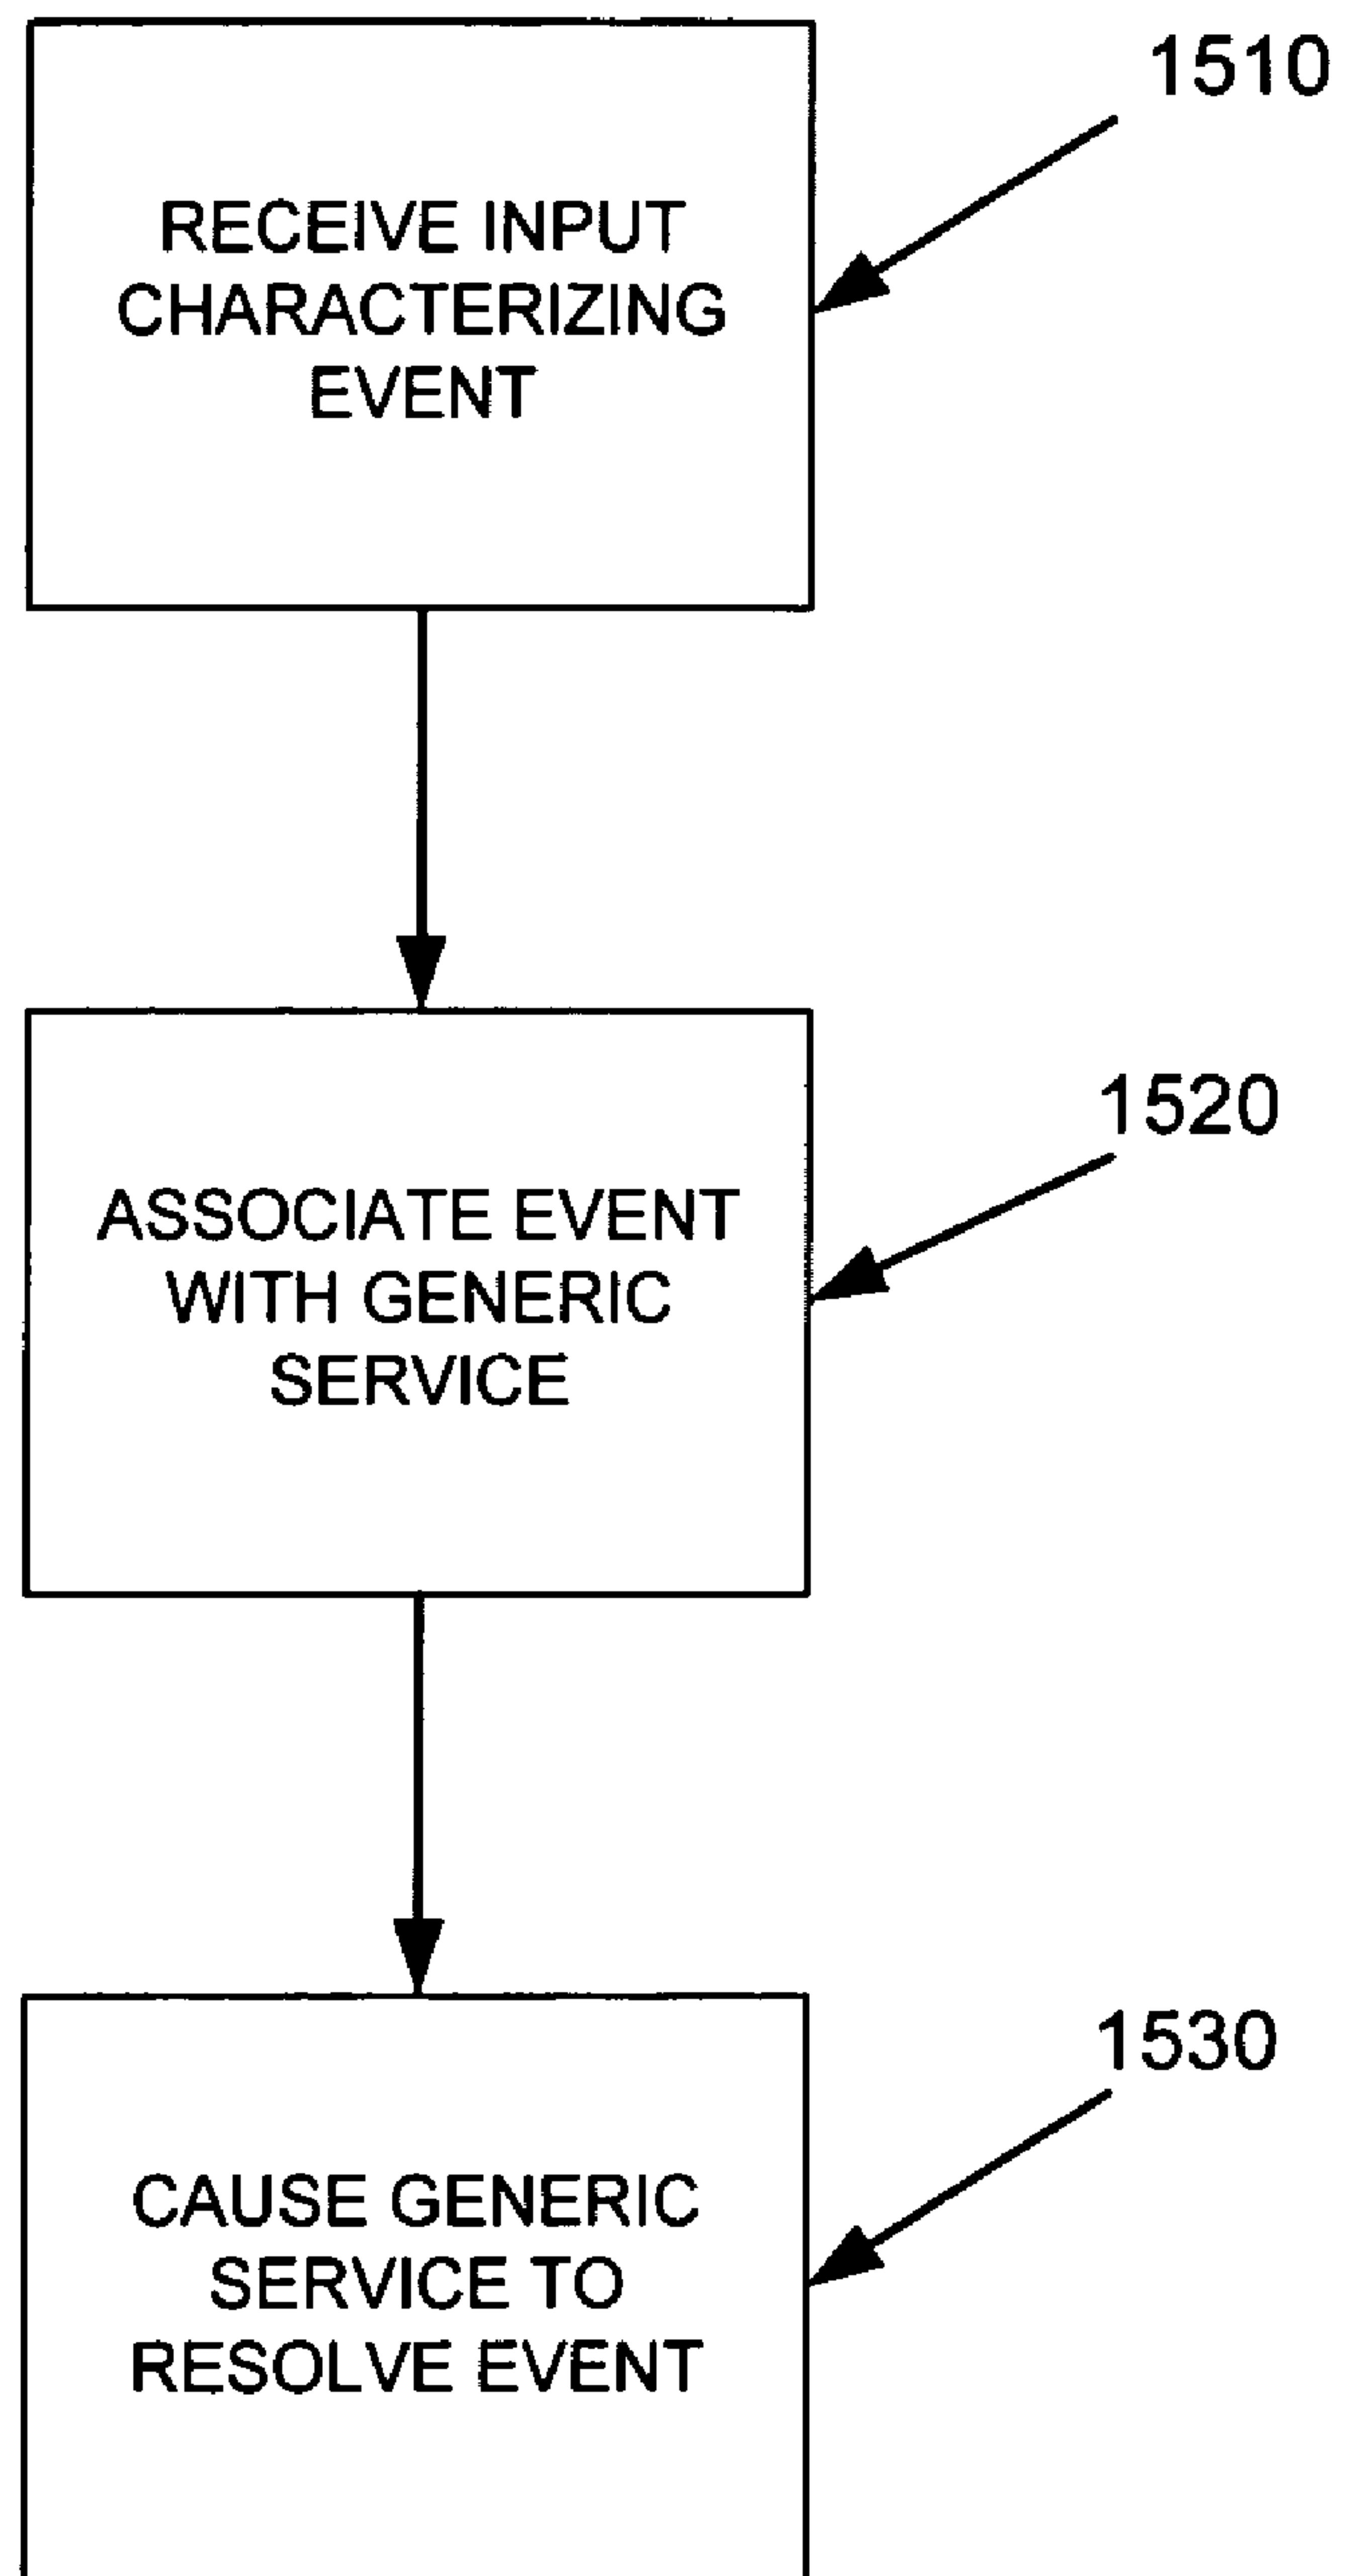 1510
RECEIVE INPUT
CHARACTERIZING
EVENT
1520
ASSOCIATE EVENT
WITH GENERIC
SERVICE
1530
CAUSE GENERIC
SERVICE TO
RESOLVE EVENT